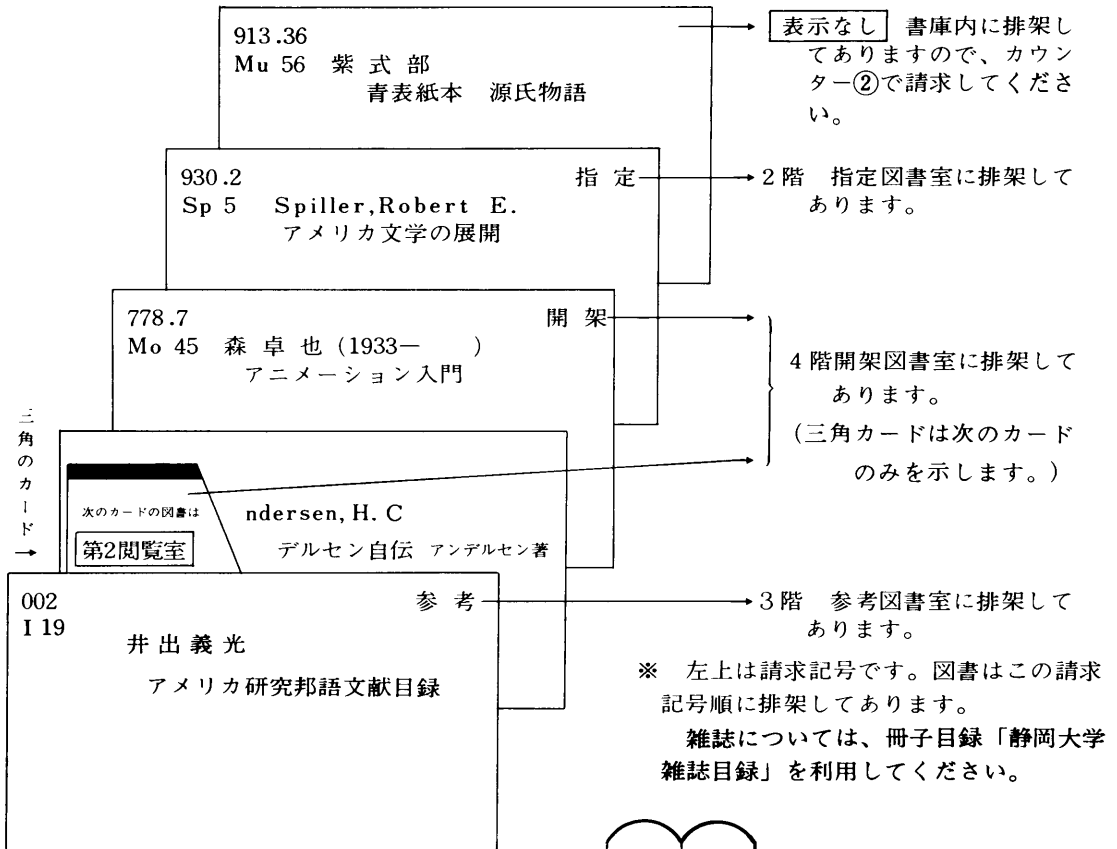 913.36
Mu 56 紫式部
青表紙本 源氏物語
表示なし 書庫内に排架し
てありますので、カウン
ター②で請求してくださ
い。
930.2 指定
Sp 5 Spiller,Robert E.
アメリカ文学の展開
2階 指定図書室に排架して
あります。
778.7 開架
Mo 45 森卓也(1933― )
アニメーション入門
4階開架図書室に排架して
あります。
(三角カードは次のカード
のみを示します。)
三角のカード
→
次のカードの図書は
第2閲覧室
ndersen, H. C
デルセン自伝 アンデルセン著
002 参考
I 19
井出義光
アメリカ研究邦語文献目録
3階 参考図書室に排架して
あります。
※ 左上は請求記号です。図書はこの請求
記号順に排架してあります。
雑誌については、冊子目録「静岡大学
雑誌目録」を利用してください。